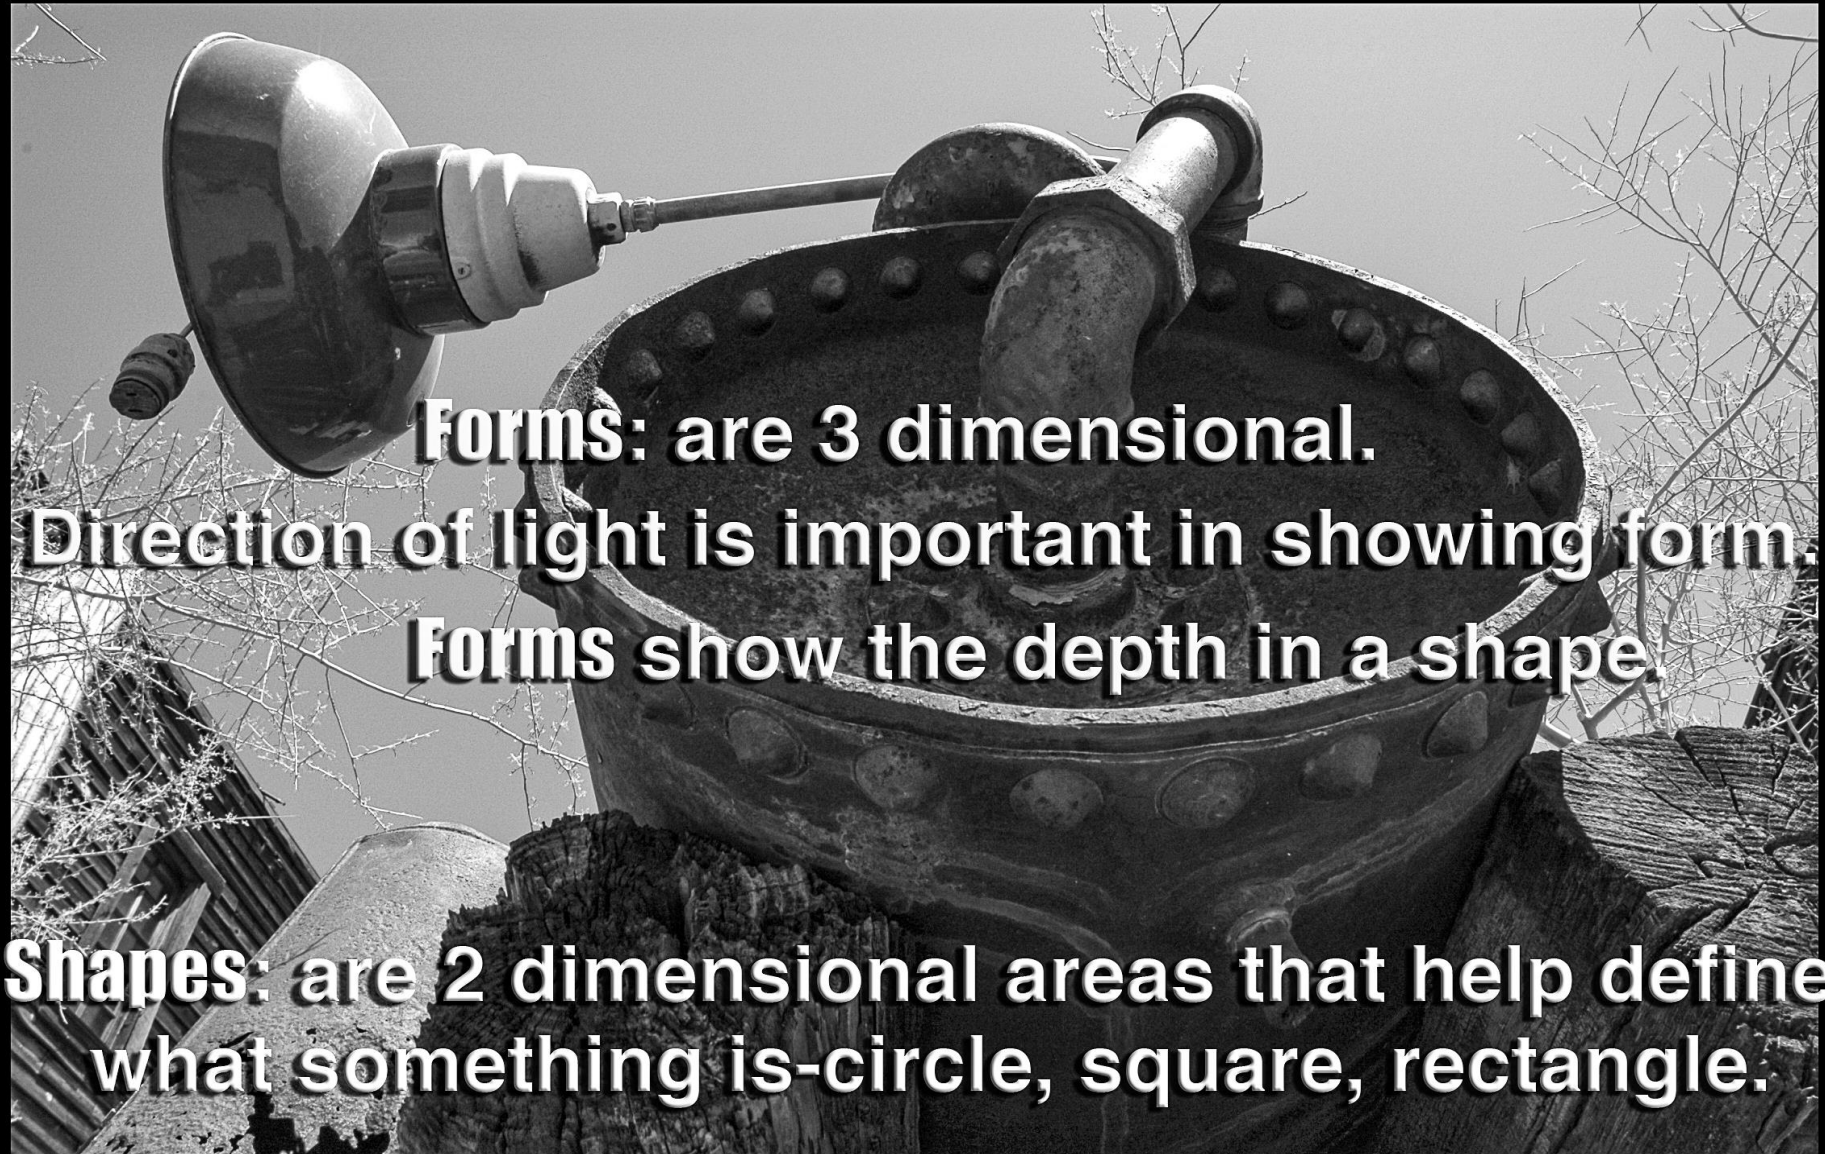 Forms: are 3 dimensional.
Direction of light is important in showing form.
Forms show the depth in a shape.
Shapes: are 2 dimensional areas that help define
what something is-circle, square, rectangle.